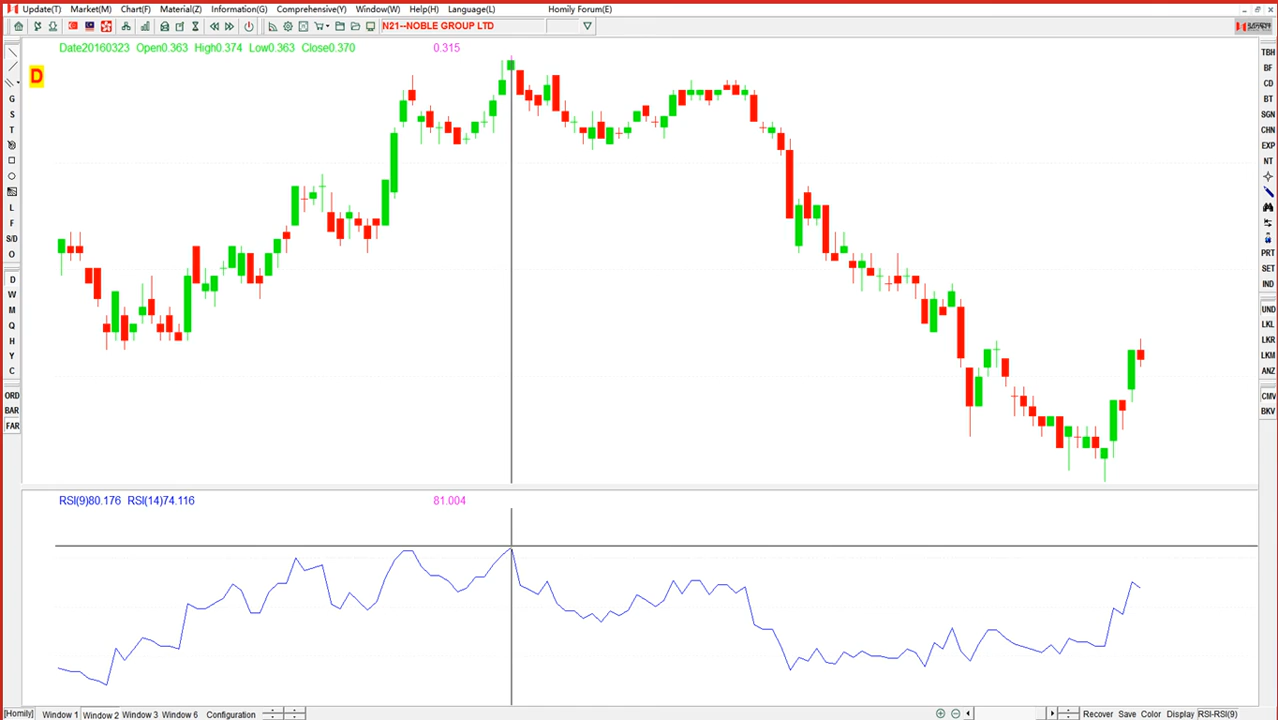 Update(T) Market(M) Chart(F) Material(Z) Information(G) Comprehensive(Y) Window(W) Help(H) Language(L) Homily Forum(E)
N21--NOBLE GROUP LTD
Date20160323 Open0.363 High0.374 Low0.363 Close0.370 0.315
D
G
S
T
L
F
S/D
O
D
W
M
Q
H
Y
C
ORD
BAR
FAR
TBH
BF
CD
BT
SGN
CHN
EXP
NT
PRT
SET
IND
UND
LKL
LKR
LKM
ANZ
CMV
BKV
RSI(9)80.176 RSI(14)74.116 81.004
[Homily] Window 1 Window 2 Window 3 Window 6 Configuration Recover Save Color Display RSI-RSI(9)